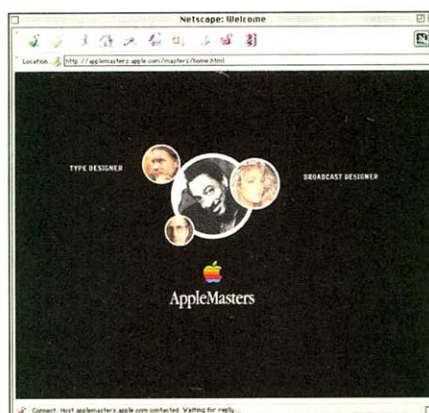 Netscape: Welcome
Location: http://applemasters.apple.com/masters/home.html
TYPE DESIGNER
BROADCAST DESIGNER
AppleMasters
Connect: Host applemasters.apple.com contacted. Waiting for reply...